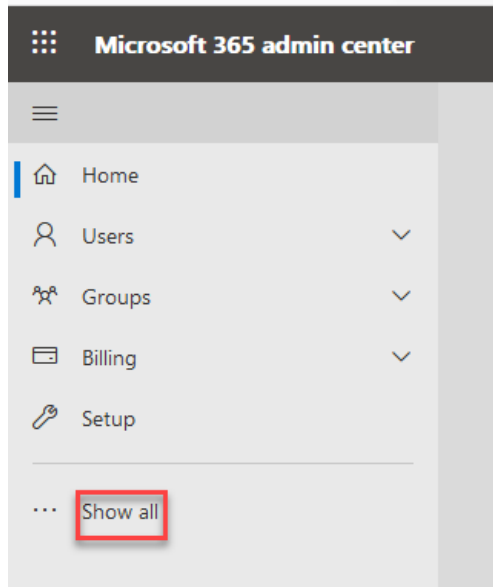 Microsoft 365 admin center
Home
Users
Groups
Billing
Setup
Show all